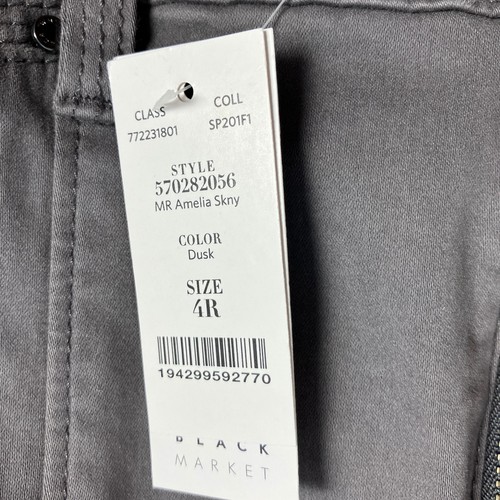 CLASS COLL
772231801 SP201F1
STYLE
570282056
MR Amelia Skny
COLOR
Dusk
SIZE
4R
194299592770
BLACK
MARKET